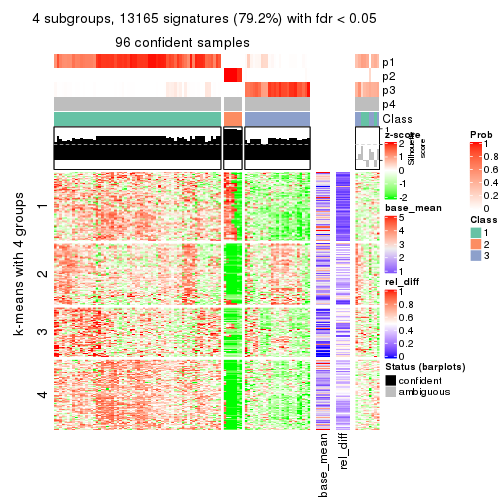 4 subgroups, 13165 signatures (79.2%) with fdr < 0.05
96 confident samples
p1
p2
p3
p4
Class
1
Silhouette
score
k-means with 4 groups
1
2
3
4
base_mean
rel_diff
z-score
2
1
0
-1
-2
base_mean
5
4
3
2
1
rel_diff
1
0.8
0.6
0.4
0.2
0
Status (barplots)
confident
ambiguous
Prob
1
0.8
0.6
0.4
0.2
0
Class
1
2
3